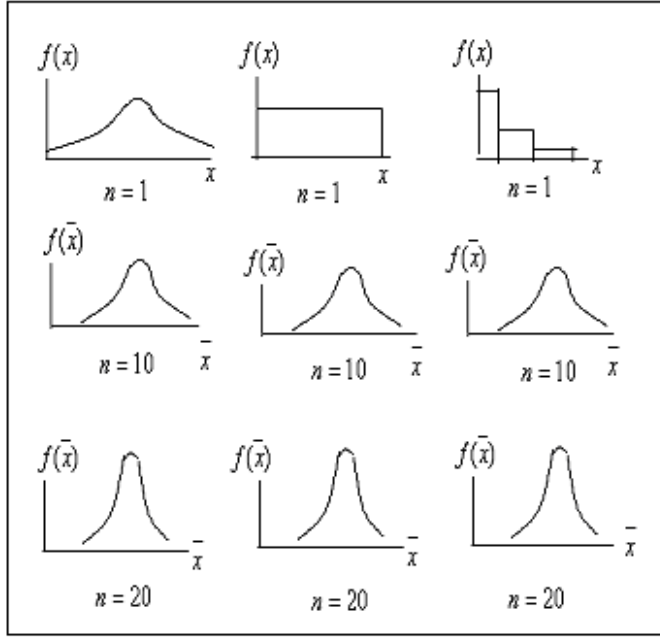 f(x) f(x) f(x)
x x x
n = 1 n = 1 n = 1
f(x̄) f(x̄) f(x̄)
x̄ x̄ x̄
n = 10 n = 10 n = 10
f(x̄) f(x̄) f(x̄)
x̄ x̄ x̄
n = 20 n = 20 n = 20